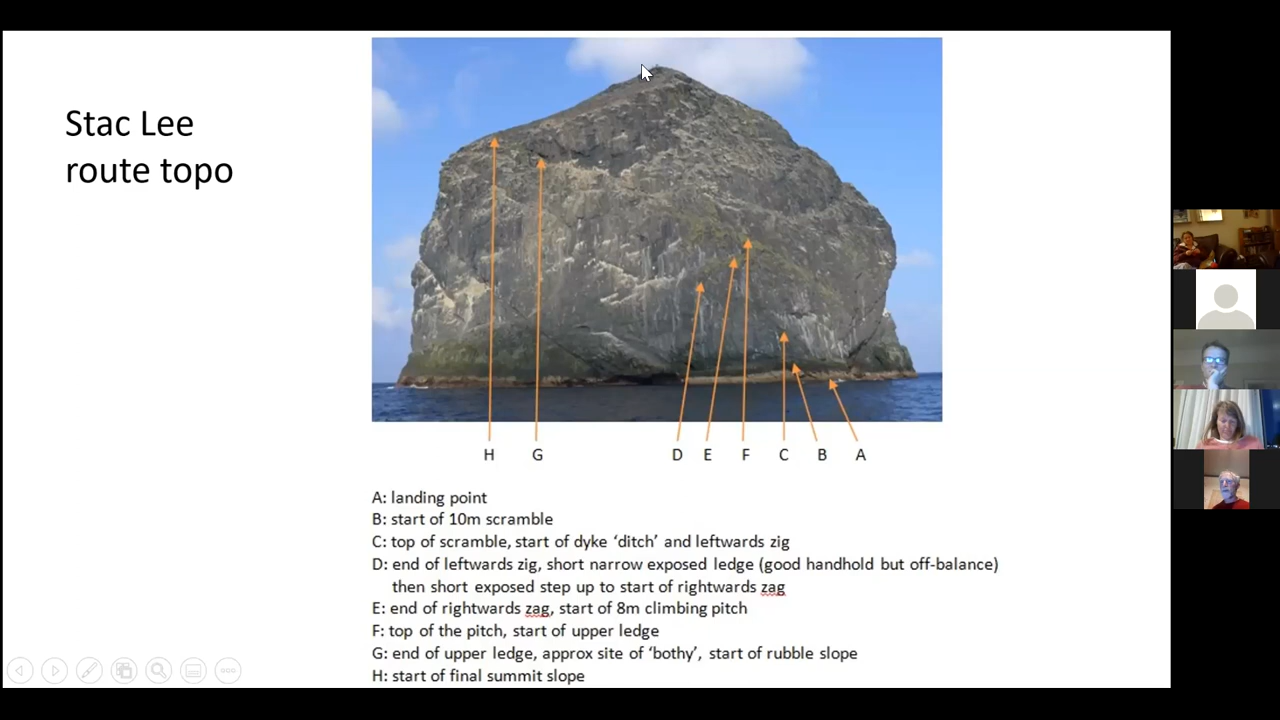 Stac Lee
route topo
H G D E F C B A
A: landing point
B: start of 10m scramble
C: top of scramble, start of dyke ‘ditch’ and leftwards zig
D: end of leftwards zig, short narrow exposed ledge (good handhold but off-balance)
then short exposed step up to start of rightwards zag
E: end of rightwards zag, start of 8m climbing pitch
F: top of the pitch, start of upper ledge
G: end of upper ledge, approx site of ‘bothy’, start of rubble slope
H: start of final summit slope